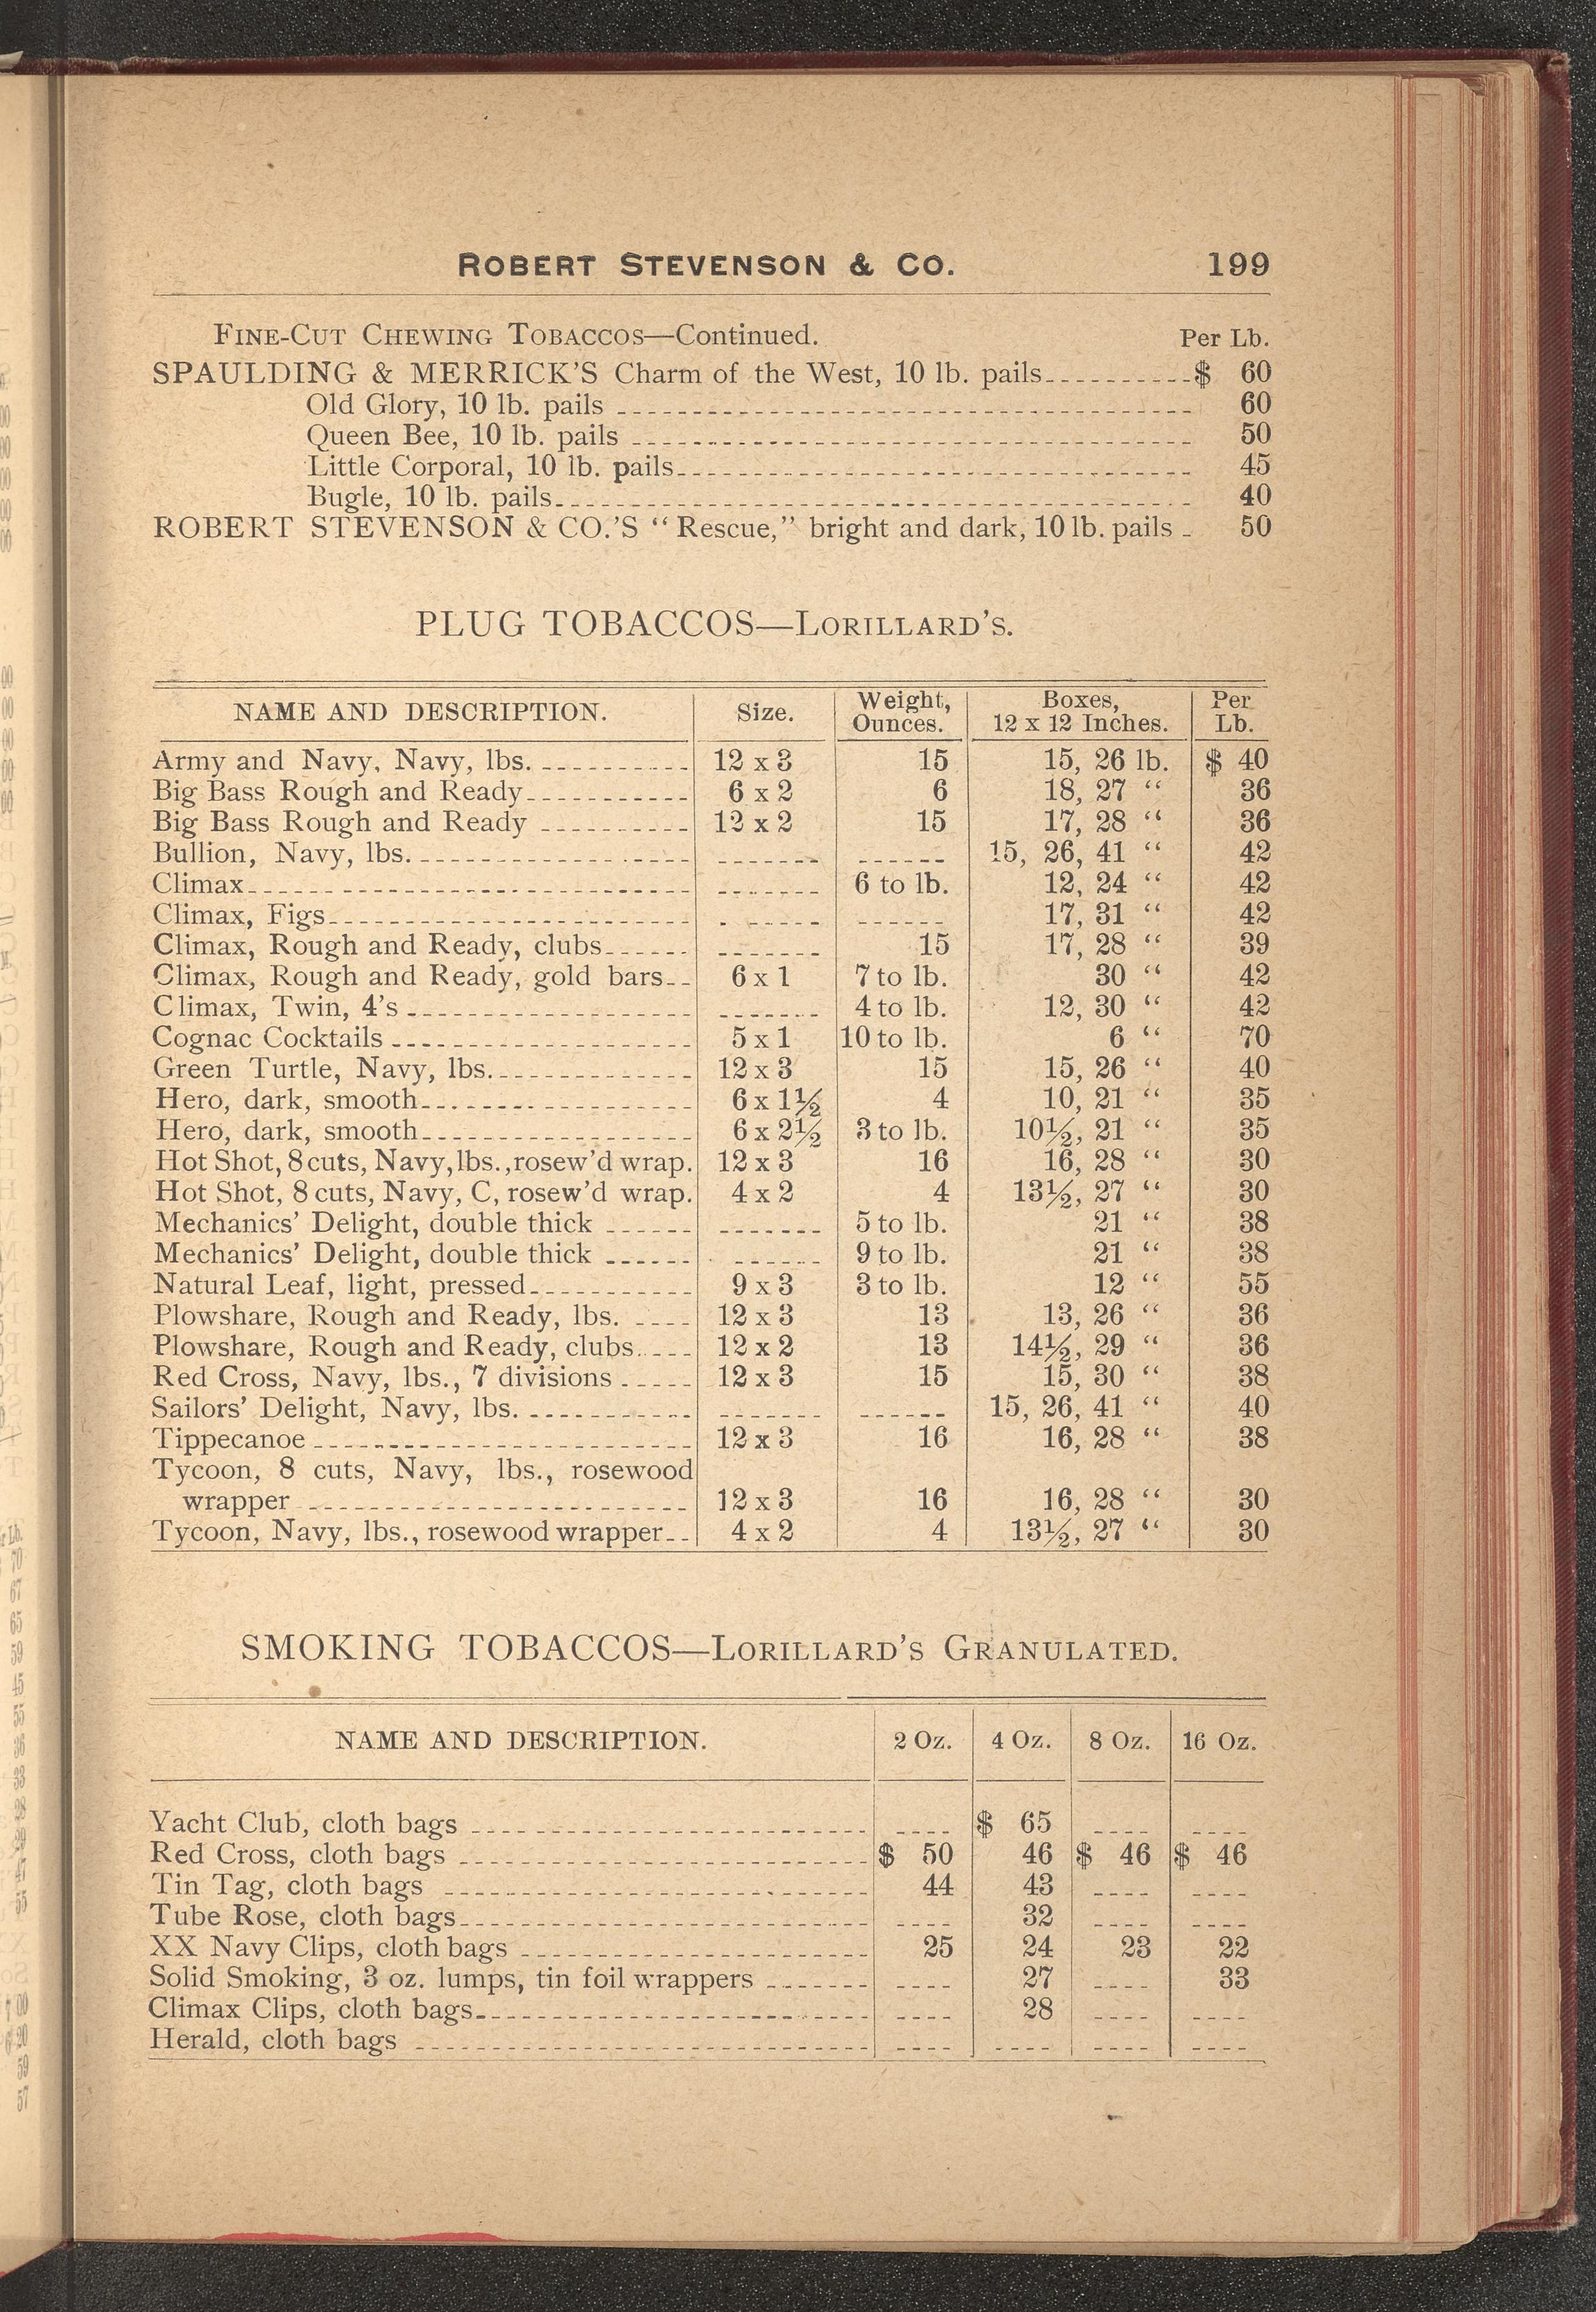 ROBERT STEVENSON & CO. 199
FINE-CUT CHEWING TOBACCOS—Continued. Per Lb.
SPAULDING & MERRICK'S Charm of the West, 10 lb. pails $ 60
Old Glory, 10 lb. pails 60
Queen Bee, 10 lb. pails 50
Little Corporal, 10 lb. pails 45
Bugle, 10 lb. pails 40
ROBERT STEVENSON & CO.'S "Rescue," bright and dark, 10 lb. pails 50
PLUG TOBACCOS—LORILLARD'S.
NAME AND DESCRIPTION. Size. Weight, Ounces. Boxes, 12 x 12 Inches. Per Lb.
Army and Navy, Navy, lbs. 12 x 3 15 15, 26 lb. $ 40
Big Bass Rough and Ready 6 x 2 6 18, 27 " 36
Big Bass Rough and Ready 12 x 2 15 17, 28 " 36
Bullion, Navy, lbs. 15, 26, 41 " 42
Climax 6 to lb. 12, 24 " 42
Climax, Figs 17, 31 " 42
Climax, Rough and Ready, clubs 15 17, 28 " 39
Climax, Rough and Ready, gold bars 6 x 1 7 to lb. 30 " 42
Climax, Twin, 4's 4 to lb. 12, 30 " 42
Cognac Cocktails 5 x 1 10 to lb. 6 " 70
Green Turtle, Navy, lbs. 12 x 3 15 15, 26 " 40
Hero, dark, smooth 6 x 1½ 4 10, 21 " 35
Hero, dark, smooth 6 x 2½ 3 to lb. 10½, 21 " 35
Hot Shot, 8 cuts, Navy, lbs., rosew'd wrap. 12 x 3 16 16, 28 " 30
Hot Shot, 8 cuts, Navy, C, rosew'd wrap. 4 x 2 4 13½, 27 " 30
Mechanics' Delight, double thick 5 to lb. 21 " 38
Mechanics' Delight, double thick 9 to lb. 21 " 38
Natural Leaf, light, pressed 9 x 3 3 to lb. 12 " 55
Plowshare, Rough and Ready, lbs. 12 x 3 13 13, 26 " 36
Plowshare, Rough and Ready, clubs 12 x 2 13 14½, 29 " 36
Red Cross, Navy, lbs., 7 divisions 12 x 3 15 15, 30 " 38
Sailors' Delight, Navy, lbs. 15, 26, 41 " 40
Tippecanoe 12 x 3 16 16, 28 " 38
Tycoon, 8 cuts, Navy, lbs., rosewood
wrapper 12 x 3 16 16, 28 " 30
Tycoon, Navy, lbs., rosewood wrapper 4 x 2 4 13½, 27 " 30
SMOKING TOBACCOS—LORILLARD'S GRANULATED.
NAME AND DESCRIPTION. 2 Oz. 4 Oz. 8 Oz. 16 Oz.
Yacht Club, cloth bags $ 65
Red Cross, cloth bags $ 50 46 $ 46 $ 46
Tin Tag, cloth bags 44 43
Tube Rose, cloth bags 32
XX Navy Clips, cloth bags 25 24 23 22
Solid Smoking, 3 oz. lumps, tin foil wrappers 27 33
Climax Clips, cloth bags 28
Herald, cloth bags